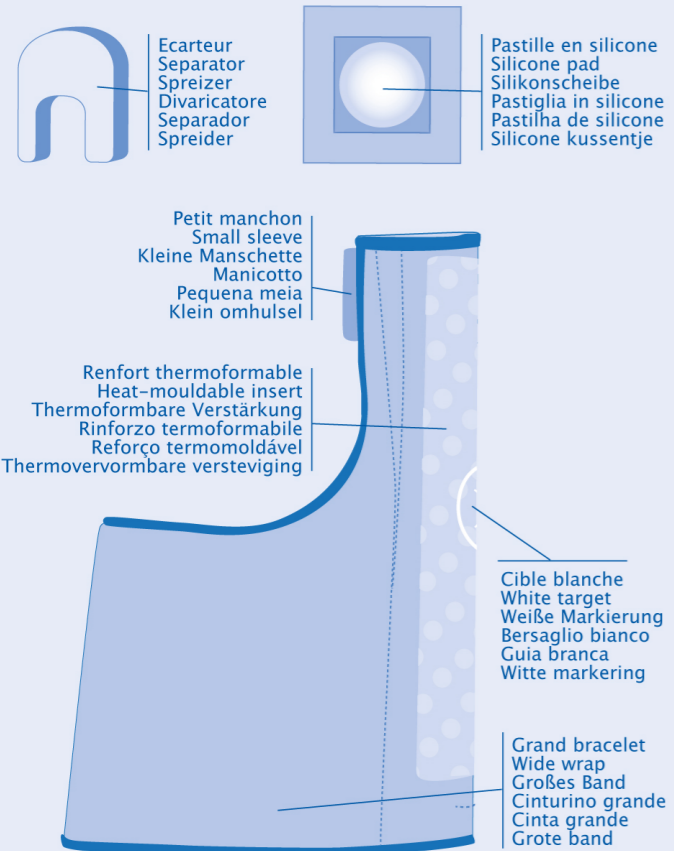 Ecarteur
Separator
Spreizer
Divaricatore
Separador
Spreider
Pastille en silicone
Silicone pad
Silikonscheibe
Pastiglia in silicone
Pastilha de silicone
Silicone kussentje
Petit manchon
Small sleeve
Kleine Manschette
Manicotto
Pequena meia
Klein omhulsel
Renfort thermoformable
Heat-mouldable insert
Thermoformbare Verstärkung
Rinforzo termoformabile
Reforço termomoldável
Thermovervormbare versteviging
Cible blanche
White target
Weiße Markierung
Bersaglio bianco
Guia branca
Witte markering
Grand bracelet
Wide wrap
Großes Band
Cinturino grande
Cinta grande
Grote band